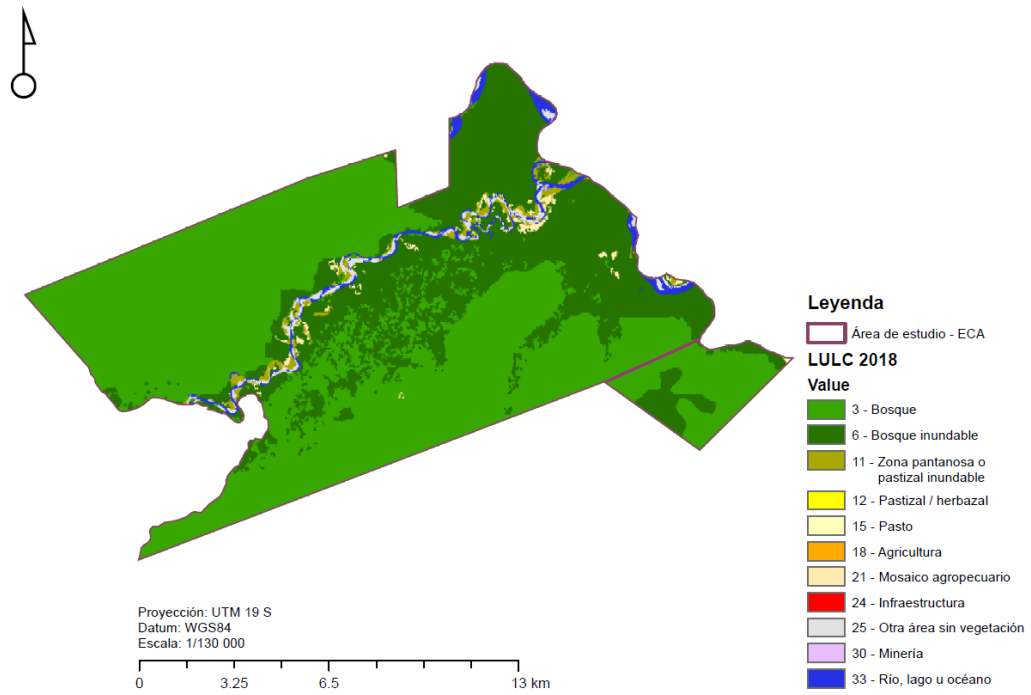 Leyenda
Área de estudio - ECA
LULC 2018
Value
3 - Bosque
6 - Bosque inundable
11 - Zona pantanosa o
pastizal inundable
12 - Pastizal / herbazal
15 - Pasto
18 - Agricultura
21 - Mosaico agropecuario
24 - Infraestructura
25 - Otra área sin vegetación
30 - Minería
33 - Río, lago u océano
Proyección: UTM 19 S
Datum: WGS84
Escala: 1/130 000
0 3.25 6.5 13 km